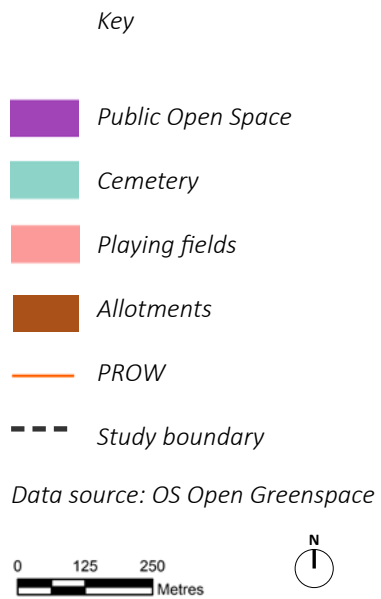 Key
Public Open Space
Cemetery
Playing fields
Allotments
PROW
Study boundary
Data source: OS Open Greenspace
N
0 125 250
Metres